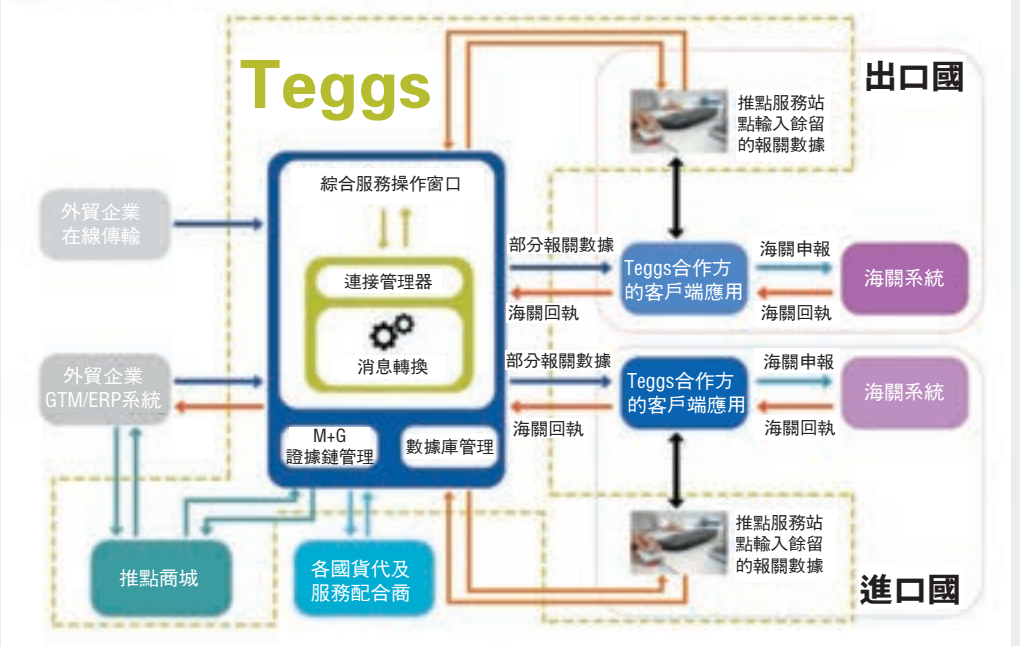 Teggs
出口國
推點服務站
點輸入餘留
的報關數據
綜合服務操作窗口
外貿企業
在線傳輸
部分報關數據
海關申報
Teggs合作方
的客戶端應用
海關系統
連接管理器
海關回執
海關回執
消息轉換
部分報關數據
海關申報
外貿企業
GTM/ERP系統
Teggs合作方
的客戶端應用
海關系統
海關回執
海關回執
M+G
證據鏈管理
數據庫管理
推點服務站
點輸入餘留
的報關數據
推點商城
各國貨代及
服務配合商
進口國